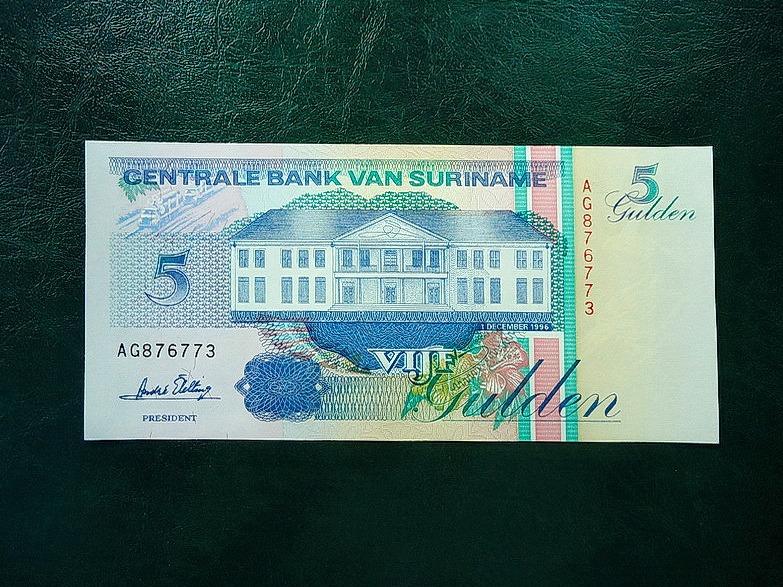 CENTRALE BANK VAN SURINAME
5
Gulden
5
AG876773
1 DECEMBER 1996
AG876773
VIJF
Gulden
PRESIDENT